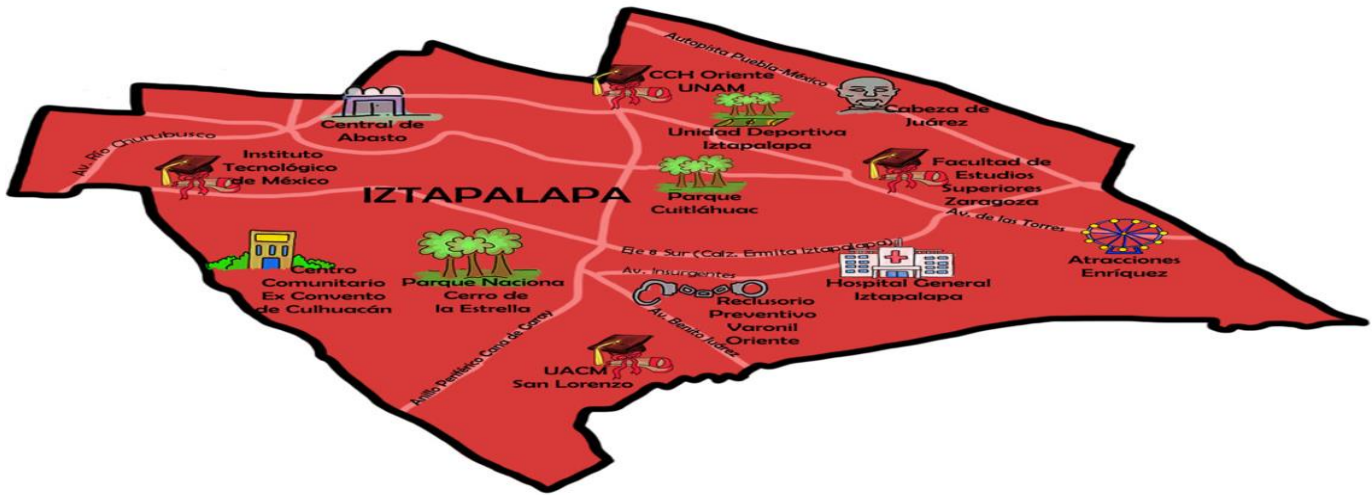 Autopista Puebla-México
CCH Oriente
UNAM
Cabeza de
Juárez
Central de
Abasto
Av. Río Churubusco
Unidad Deportiva
Iztapalapa
Instituto
Tecnológico
de México
Facultad de
Estudios
Superiores
Zaragoza
IZTAPALAPA
Parque
Cuitláhuac
Av. de las Torres
Eje 8 Sur (Calz. Ermita Iztapalapa)
Atracciones
Enríquez
Centro
Comunitario
Ex Convento
de Culhuacán
Parque Naciona
Cerro de
la Estrella
Av. Insurgentes
Hospital General
Iztapalapa
Reclusorio
Preventivo
Varonil
Oriente
Av. Benito Juárez
Anillo Periférico Cana de Garay
UACM
San Lorenzo